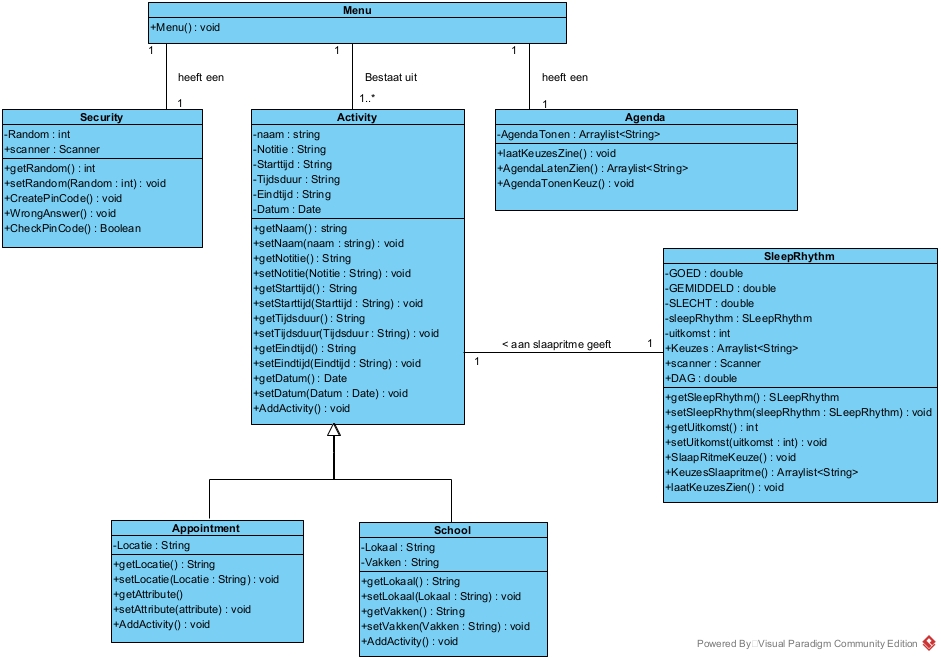 Menu
+Menu() : void
1
1
1
heeft een
Bestaat uit
heeft een
1
1..*
1
Security
-Random : int
+scanner : Scanner
+getRandom() : int
+setRandom(Random : int) : void
+CreatePinCode() : void
+WrongAnswer() : void
+CheckPinCode() : Boolean
Activity
-naam : string
-Notitie : String
-Starttijd : String
-Tijdsduur : String
-Eindtijd : String
-Datum : Date
+getNaam() : string
+setNaam(naam : string) : void
+getNotitie() : String
+setNotitie(Notitie : String) : void
+getStarttijd() : String
+setStarttijd(Starttijd : String) : void
+getTijdsduur() : String
+setTijdsduur(Tijdsduur : String) : void
+getEindtijd() : String
+setEindtijd(Eindtijd : String) : void
+getDatum() : Date
+setDatum(Datum : Date) : void
+AddActivity() : void
Agenda
-AgendaTonen : Arraylist<String>
+laatKeuzesZine() : void
+AgendaLatenZien() : Arraylist<String>
+AgendaTonenKeuz() : void
< aan slaapritme geeft
1
1
SleepRhythm
-GOED : double
-GEMIDDELD : double
-SLECHT : double
-sleepRhythm : SLeepRhythm
-uitkomst : int
+Keuzes : Arraylist<String>
+scanner : Scanner
+DAG : double
+getSleepRhythm() : SLeepRhythm
+setSleepRhythm(sleepRhythm : SLeepRhythm) : void
+getUitkomst() : int
+setUitkomst(uitkomst : int) : void
+SlaapRitmeKeuze() : void
+KeuzesSlaapritme() : Arraylist<String>
+laatKeuzesZien() : void
Appointment
-Locatie : String
+getLocatie() : String
+setLocatie(Locatie : String) : void
+getAttribute()
+setAttribute(attribute) : void
+AddActivity() : void
School
-Lokaal : String
-Vakken : String
+getLokaal() : String
+setLokaal(Lokaal : String) : void
+getVakken() : String
+setVakken(Vakken : String) : void
+AddActivity() : void
Powered By Visual Paradigm Community Edition